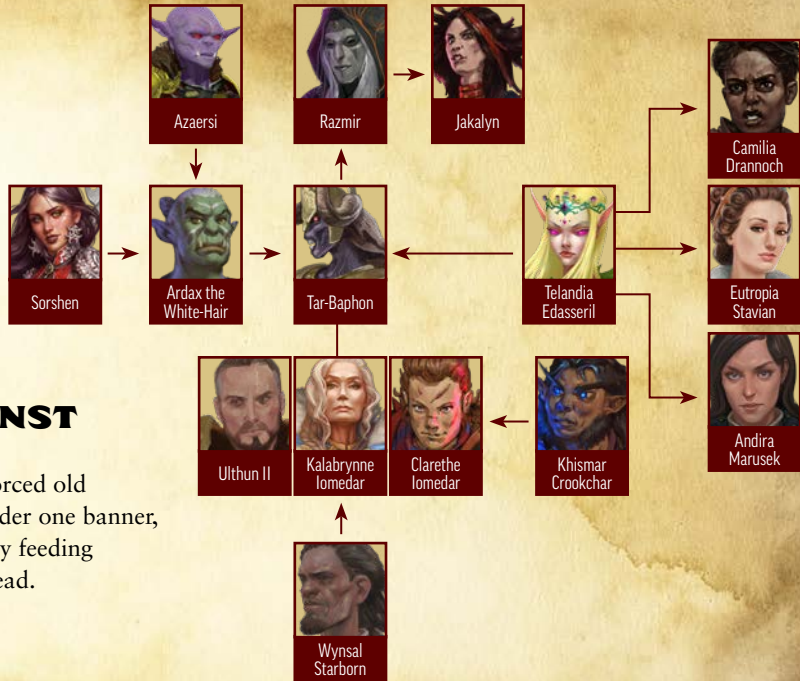 Azaersi
Razmir
Jakalyn
Camilia
Drannoch
Sorshen
Ardax the
White-Hair
Tar-Baphon
Telandia
Edasseril
Eutropia
Stavian
Ulthun II
Kalabrynne
Iomedar
Clarethe
Iomedar
Khismar
Crookchar
Andira
Marusek
Wynsal
Starborn
NST
orced old
der one banner,
y feeding
ead.